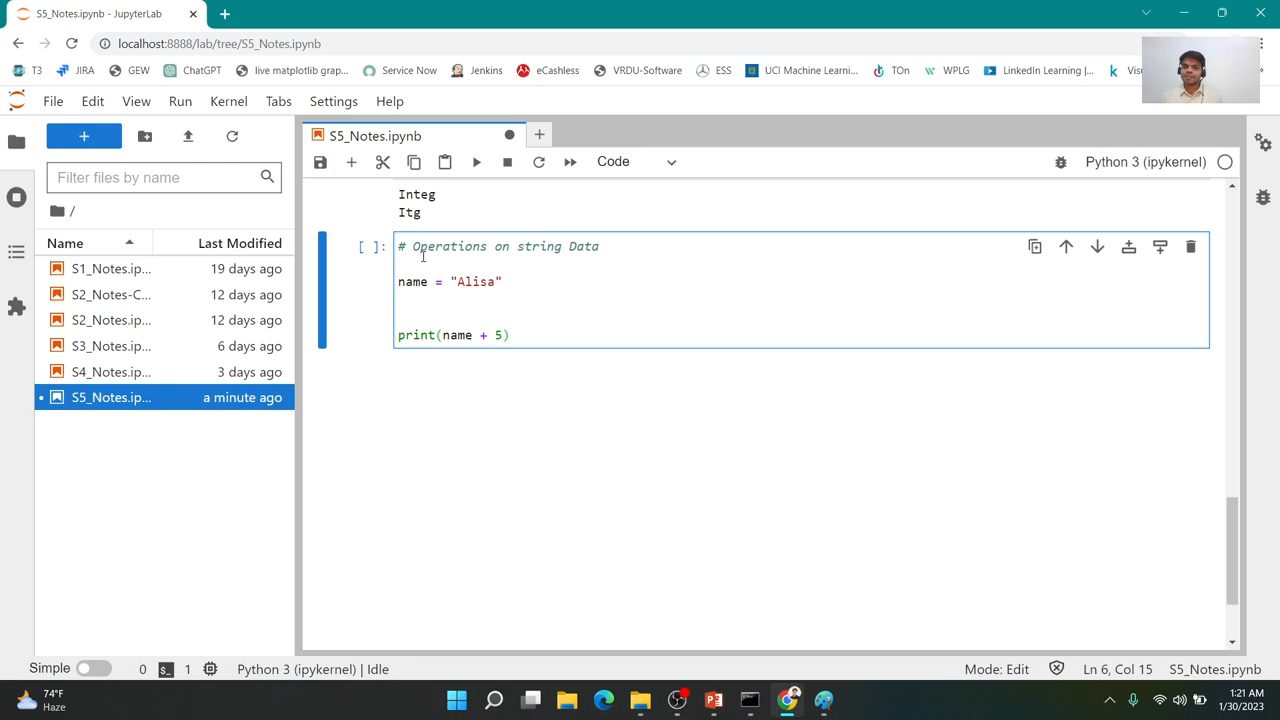 S5_Notes.ipynb - JupyterLab
localhost:8888/lab/tree/S5_Notes.ipynb
T3 JIRA GEW ChatGPT live matplotlib grap... Service Now Jenkins eCashless VRDU-Software ESS UCI Machine Learni... TOn WPLG LinkedIn Learning |... Visu
File Edit View Run Kernel Tabs Settings Help
S5_Notes.ipynb
Filter files by name
Code
Python 3 (ipykernel)
/
Name Last Modified
S1_Notes.ip... 19 days ago
S2_Notes-C... 12 days ago
S2_Notes.ip... 12 days ago
S3_Notes.ip... 6 days ago
S4_Notes.ip... 3 days ago
S5_Notes.ip... a minute ago
Integ
Itg
[ ]: # Operations on string Data
name = "Alisa"
print(name + 5)
Simple 0 1 Python 3 (ipykernel) | Idle Mode: Edit Ln 6, Col 15 S5_Notes.ipynb
74°F
Haze
1:21 AM
1/30/2023